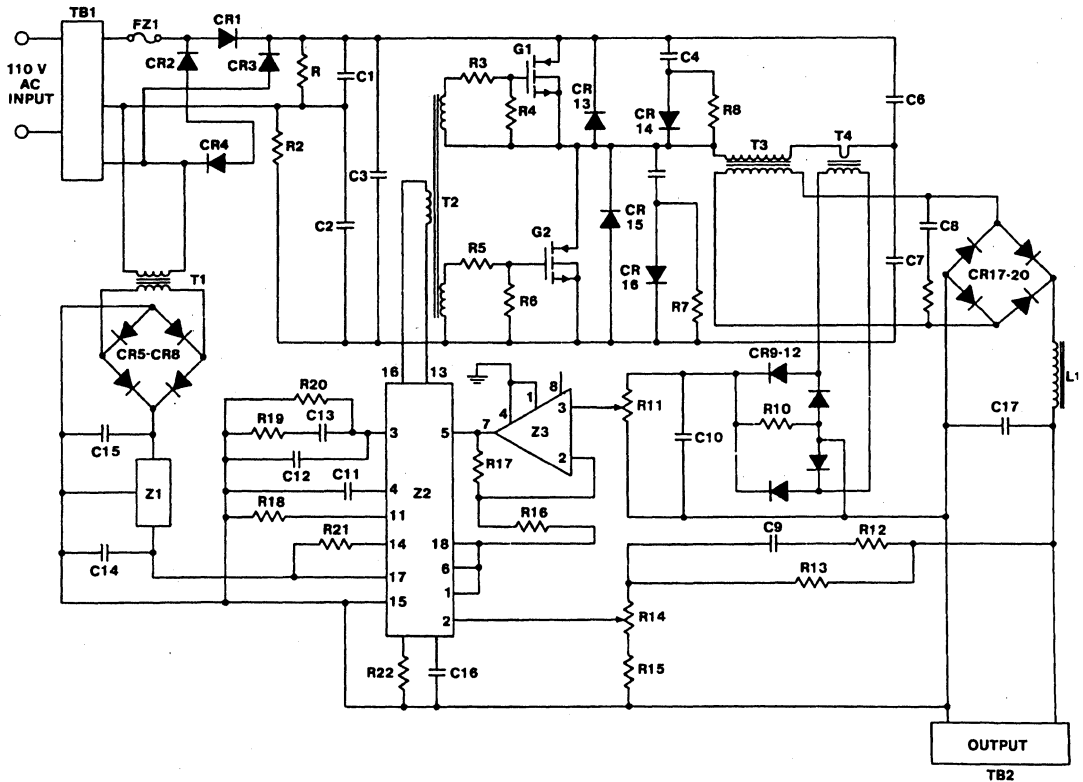 TB1
FZ1
CR1
110 V
AC
INPUT
CR2
CR3
R
C1
CR4
R2
C3
C2
T1
CR5-CR8
C15
Z1
C14
R3
G1
R4
CR
13
C4
CR
14
R8
T2
R5
G2
R6
CR
15
CR
16
R7
T3
T4
C6
C7
C8
CR17-20
L1
C17
16
13
R20
R19
C13
C12
C11
R18
R21
3
4
11
14
17
15
Z2
5
18
6
1
2
R22
C16
7
4
1
8
3
2
Z3
R17
R16
R11
C10
CR9-12
R10
C9
R12
R13
R14
R15
OUTPUT
TB2